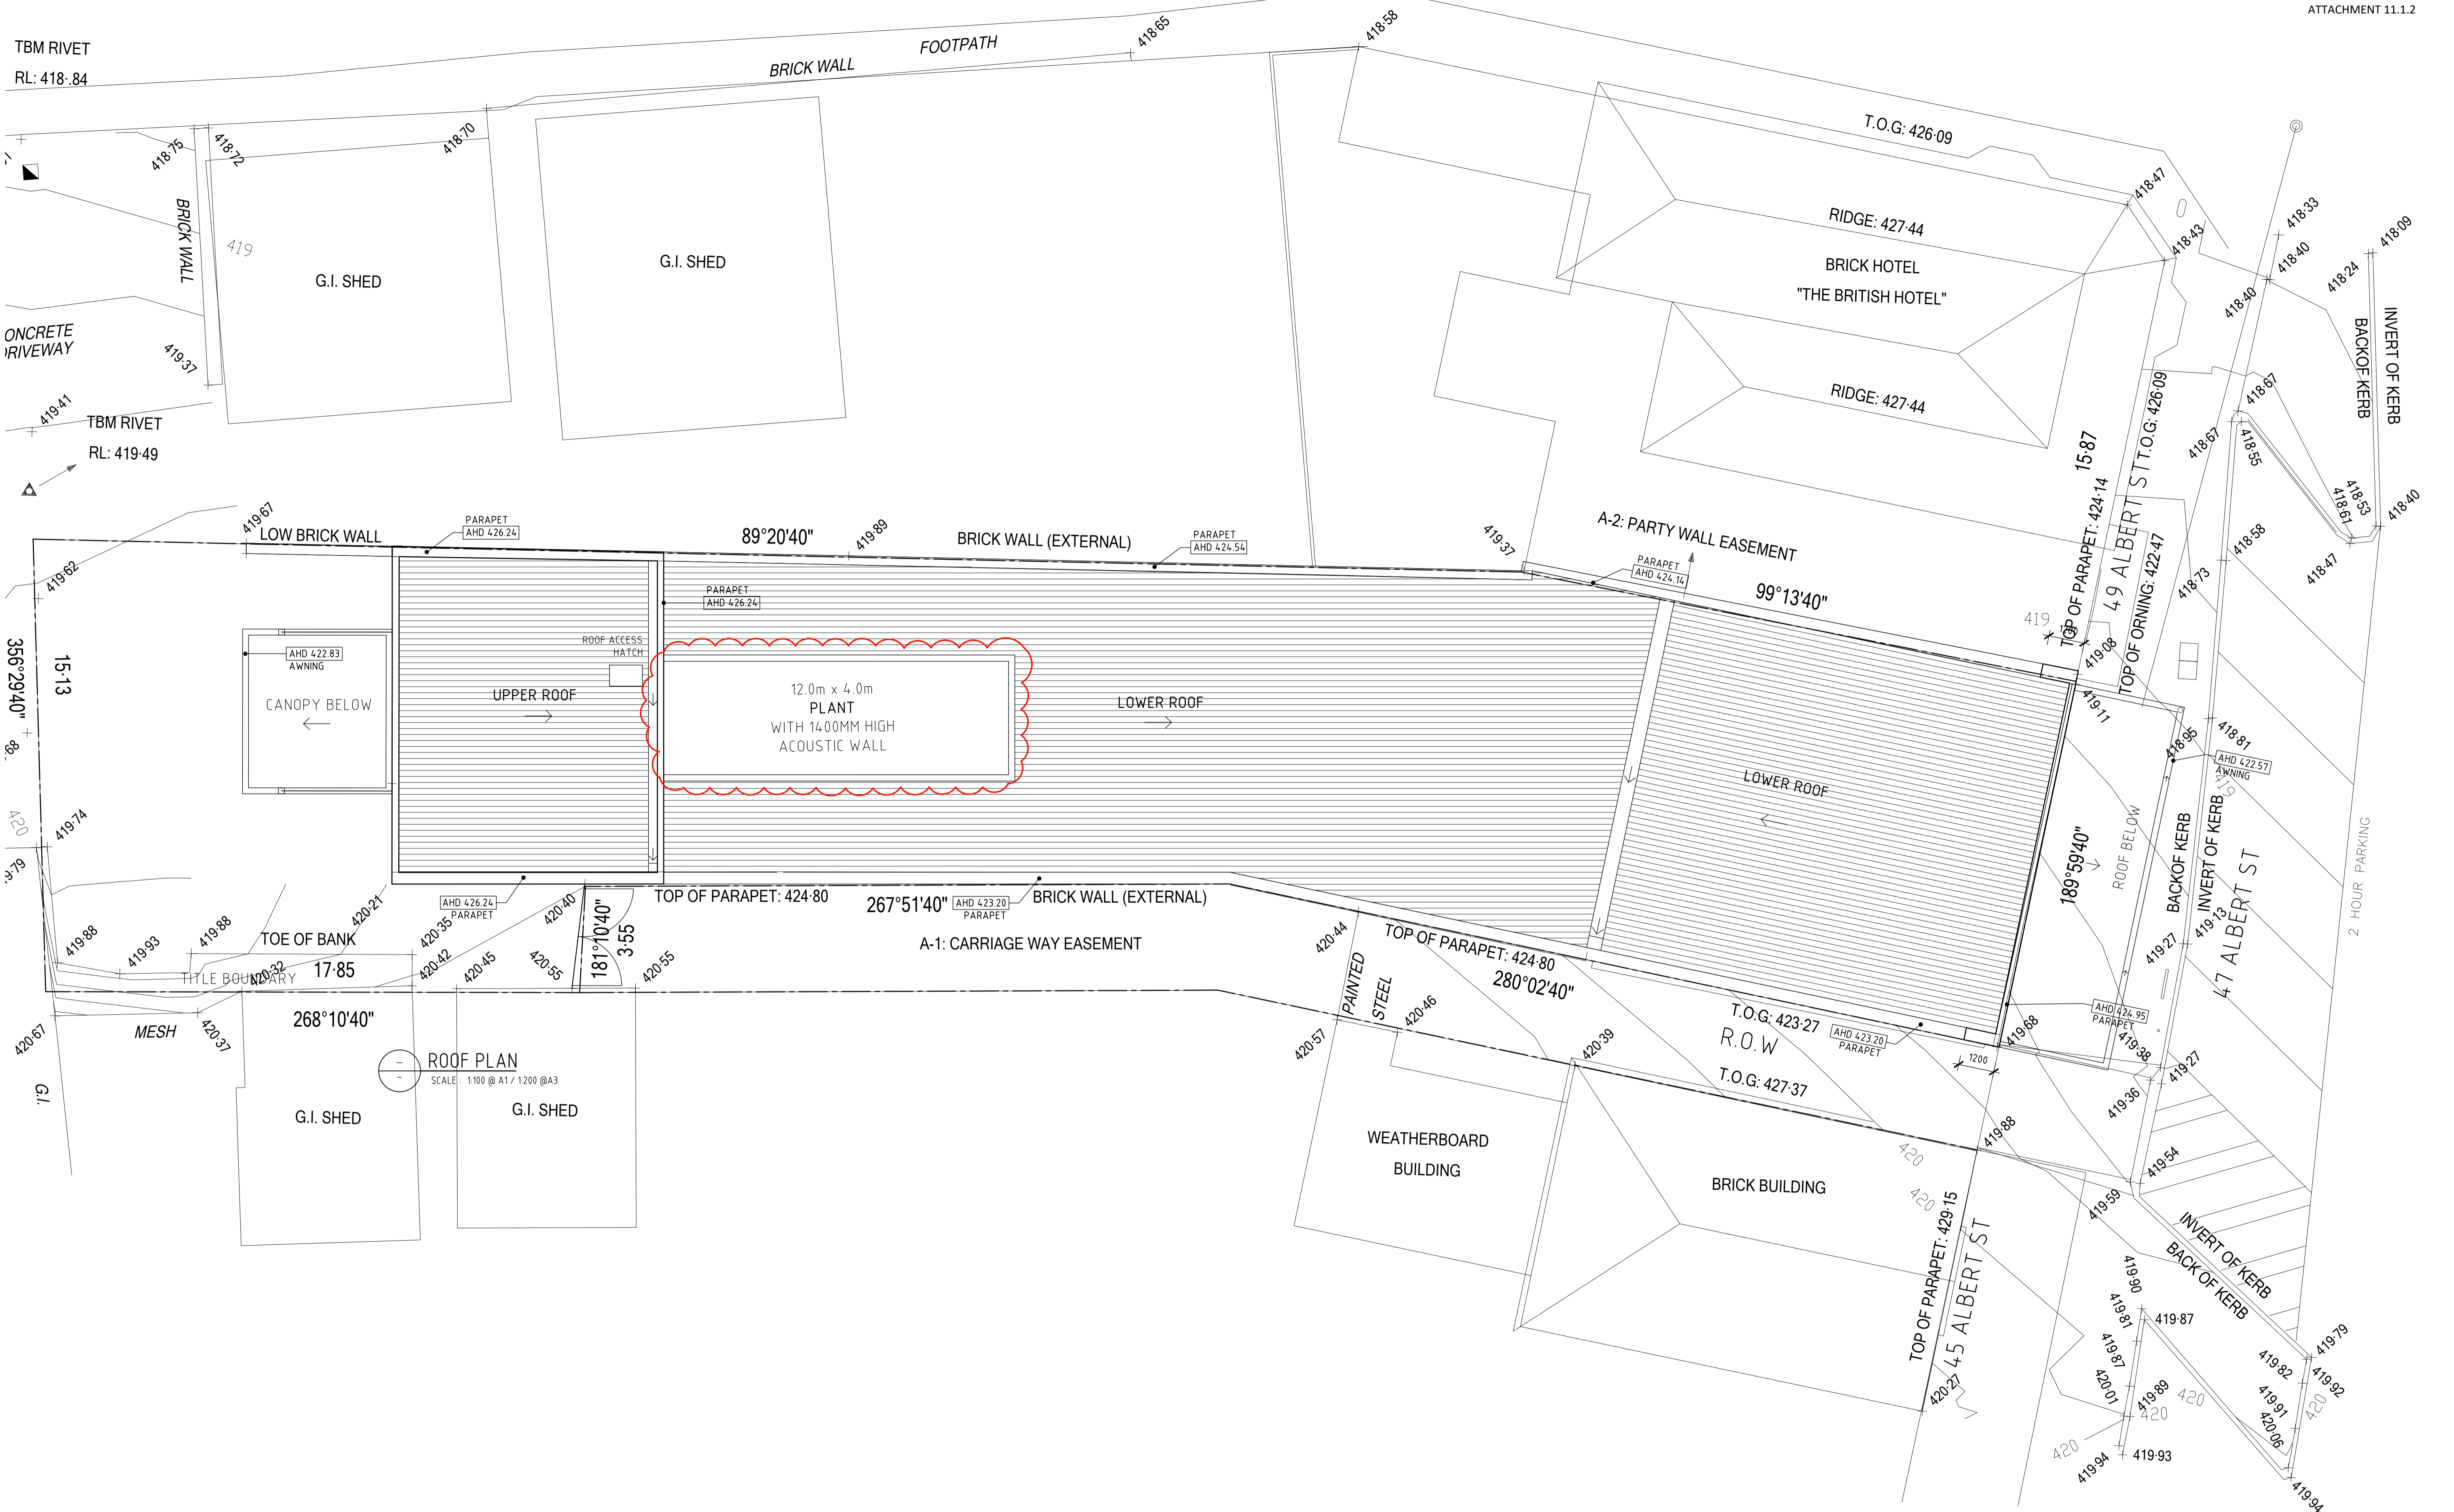 ATTACHMENT 11.1.2
TBM RIVET
RL: 418·.84
418·65
418·58
FOOTPATH
BRICK WALL
418·75
418·72
418·70
BRICK WALL
419
G.I. SHED
G.I. SHED
T.O.G: 426·09
418·47
RIDGE: 427·44
BRICK HOTEL
"THE BRITISH HOTEL"
RIDGE: 427·44
418·43
418·33
418·40
418·40
418·09
418·24
INVERT OF KERB
BACKOF KERB
ONCRETE
RIVEWAY
419·37
419·41
TBM RIVET
RL: 419·49
418·67
418·67
418·55
418·53
418·61
418·40
418·47
418·58
418·73
15·87
T.O.G: 426·09
49 ALBERT ST
TOP OF PARAPET: 424·14
TOP OF ORNING: 422·47
419·67
LOW BRICK WALL
PARAPET
AHD 426.24
89°20'40"
419·89
BRICK WALL (EXTERNAL)
PARAPET
AHD 424.54
419·37
A-2: PARTY WALL EASEMENT
PARAPET
AHD 424.14
99°13'40"
419
419·08
419·11
419·62
PARAPET
AHD 426.24
ROOF ACCESS
HATCH
356°29'40"
15·13
AHD 422.83
AWNING
CANOPY BELOW
UPPER ROOF
12.0m x 4.0m
PLANT
WITH 1400MM HIGH
ACOUSTIC WALL
LOWER ROOF
LOWER ROOF
418·95
418·81
AHD 422.57
AWNING
419
·68
420
419·74
9·79
189°59'40"
ROOF BELOW
BACKOF KERB
INVERT OF KERB
47 ALBERT ST
2 HOUR PARKING
419·13
419·27
AHD 426.24
PARAPET
420·21
420·40
TOP OF PARAPET: 424·80
267°51'40"
AHD 423.20
PARAPET
BRICK WALL (EXTERNAL)
419·88
419·93
419·88
TOE OF BANK
420·35
420·42
420·45
420·55
181°10'40"
3·55
420·55
A-1: CARRIAGE WAY EASEMENT
420·44
TOP OF PARAPET: 424·80
280°02'40"
TITLE BOUNDARY
420·32
17·85
268°10'40"
MESH
420·37
420·67
G.I.
PAINTED
STEEL
420·46
420·57
420·39
T.O.G: 423·27
R.O.W
AHD 423.20
PARAPET
T.O.G: 427·37
1200
419·68
AHD 424.95
PARAPET
419·38
419·27
419·36
ROOF PLAN
SCALE : 1:100 @ A1 / 1:200 @A3
G.I. SHED
G.I. SHED
WEATHERBOARD
BUILDING
BRICK BUILDING
419·88
420
420
419·54
419·59
TOP OF PARAPET: 429·15
45 ALBERT ST
INVERT OF KERB
BACK OF KERB
419·90
419·81
419·87
419·87
420·01
419·89
420
420
420
419·94
419·93
420·27
419·79
419·82
419·92
419·91
420·06
420
419·94